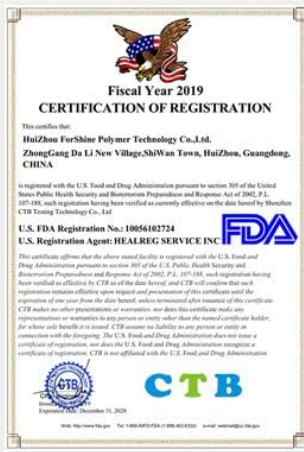 Fiscal Year 2019
CERTIFICATION OF REGISTRATION
This certifies that:
HuiZhou ForShine Polymer Technology Co.,Ltd.
ZhongGang Da Li New Village,ShiWan Town, HuiZhou, Guangdong,
CHINA
is registered with the U.S. Food and Drug Administration pursuant to section 305 of the United
States Public Health Security and Bioterrorism Preparedness and Response Act of 2002, P.L.
107-188, such registration having been verified as currently effective on the date hereof by Shenzhen
CTB Testing Technology Co., Ltd
U.S. FDA Registration No.: 10056102724
U.S. Registration Agent: HEALREG SERVICE INC
FDA
This certificate affirms that the above stated facility is registered with the U.S. Food and
Drug Administration pursuant to section 305 of the U.S. Public Health Security and
Bioterrorism Preparedness and Response Act of 2002, P.L. 107-188, such registration having
been verified as effective by CTB as of the date hereof, and CTB will confirm that such
registration remains effective upon request and presentation of this certificate until the
expiration of one year from the date hereof, unless terminated after issuance of this certificate.
CTB makes no other presentations or warranties, nor does this certificate make any
representations or warranties to any person or entity other than the named certificate holder,
for whose sole benefit it is issued. CTB assume no liability to any person or entity in
connection with the foregoing. The U.S. Food and Drug Administration does not issue a
certificate of registration, nor does the U.S. Food and Drug Administration recognize a
certificate of registration. CTB is not affiliated with the U.S. Food and Drug Administration
CTB
CTB
Expiration Date: December 31, 2020